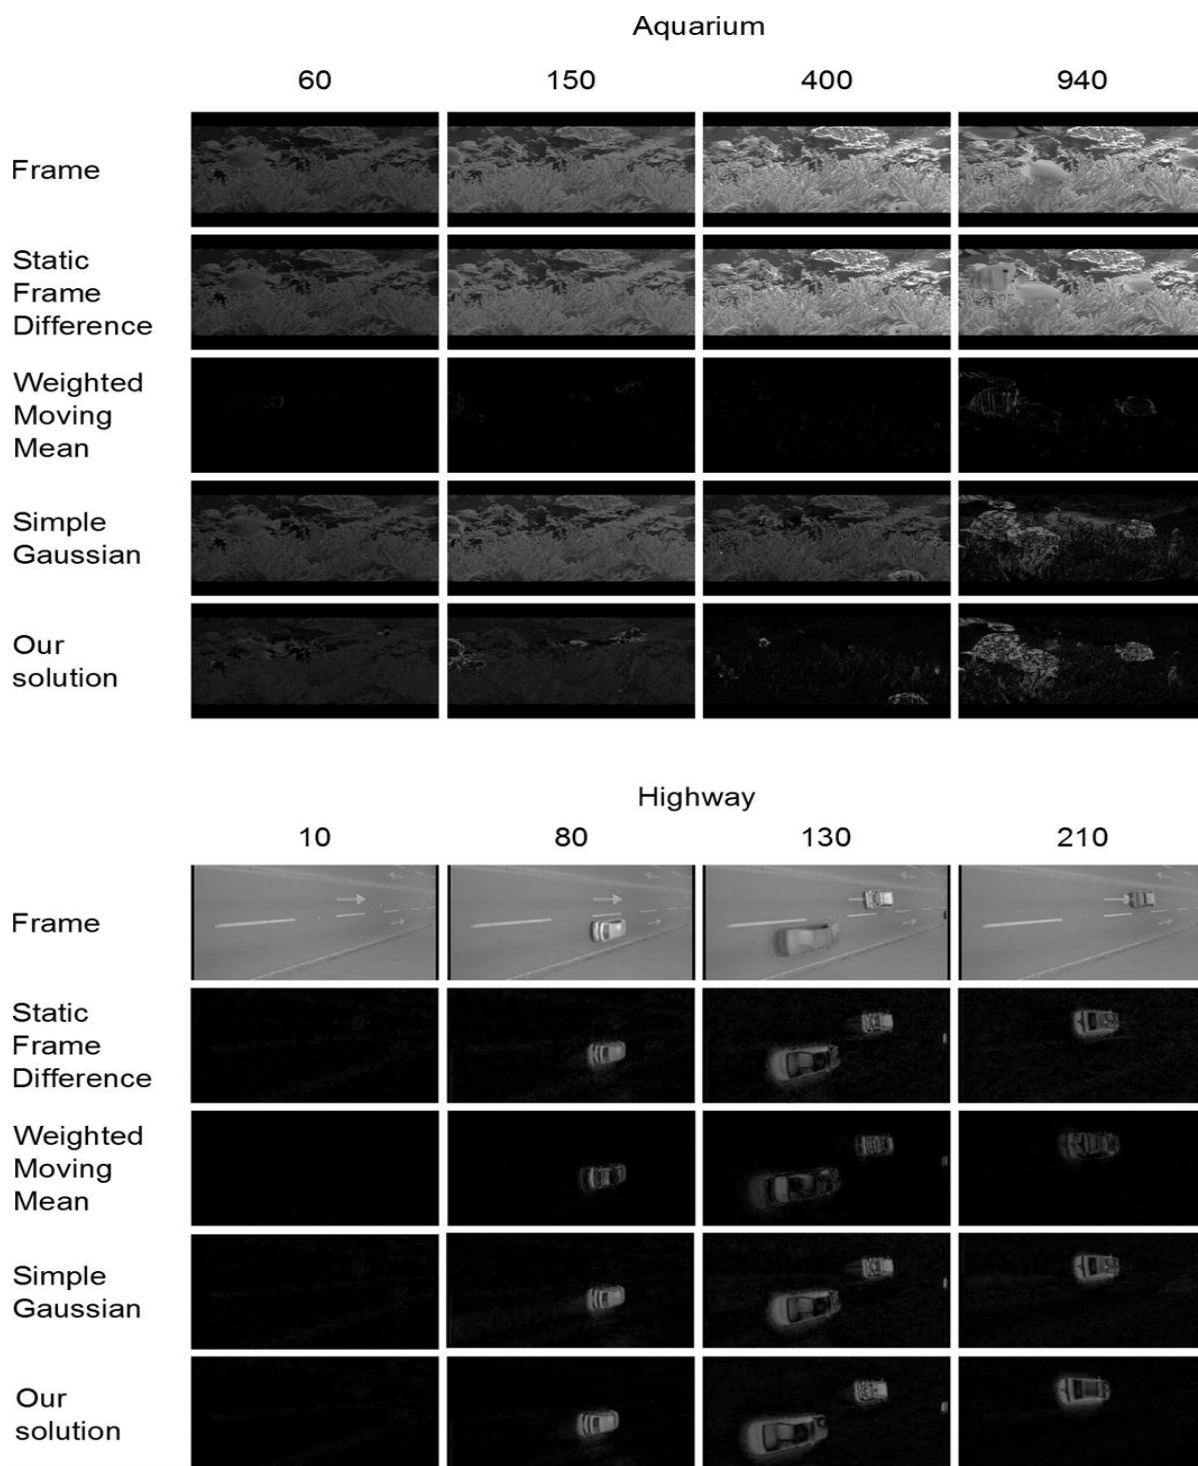 Aquarium
60 150 400 940
Frame
Static
Frame
Difference
Weighted
Moving
Mean
Simple
Gaussian
Our
solution
Highway
10 80 130 210
Frame
Static
Frame
Difference
Weighted
Moving
Mean
Simple
Gaussian
Our
solution